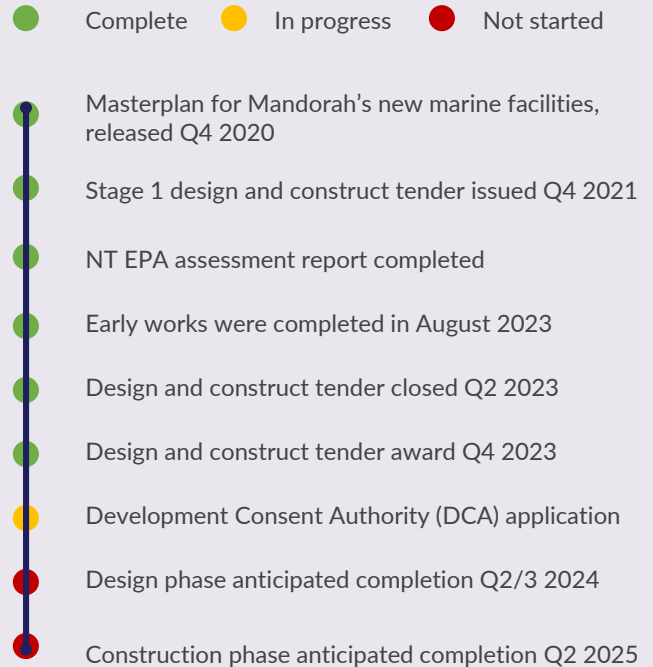 Complete In progress Not started
Masterplan for Mandorah's new marine facilities,
released Q4 2020
Stage 1 design and construct tender issued Q4 2021
NT EPA assessment report completed
Early works were completed in August 2023
Design and construct tender closed Q2 2023
Design and construct tender award Q4 2023
Development Consent Authority (DCA) application
Design phase anticipated completion Q2/3 2024
Construction phase anticipated completion Q2 2025